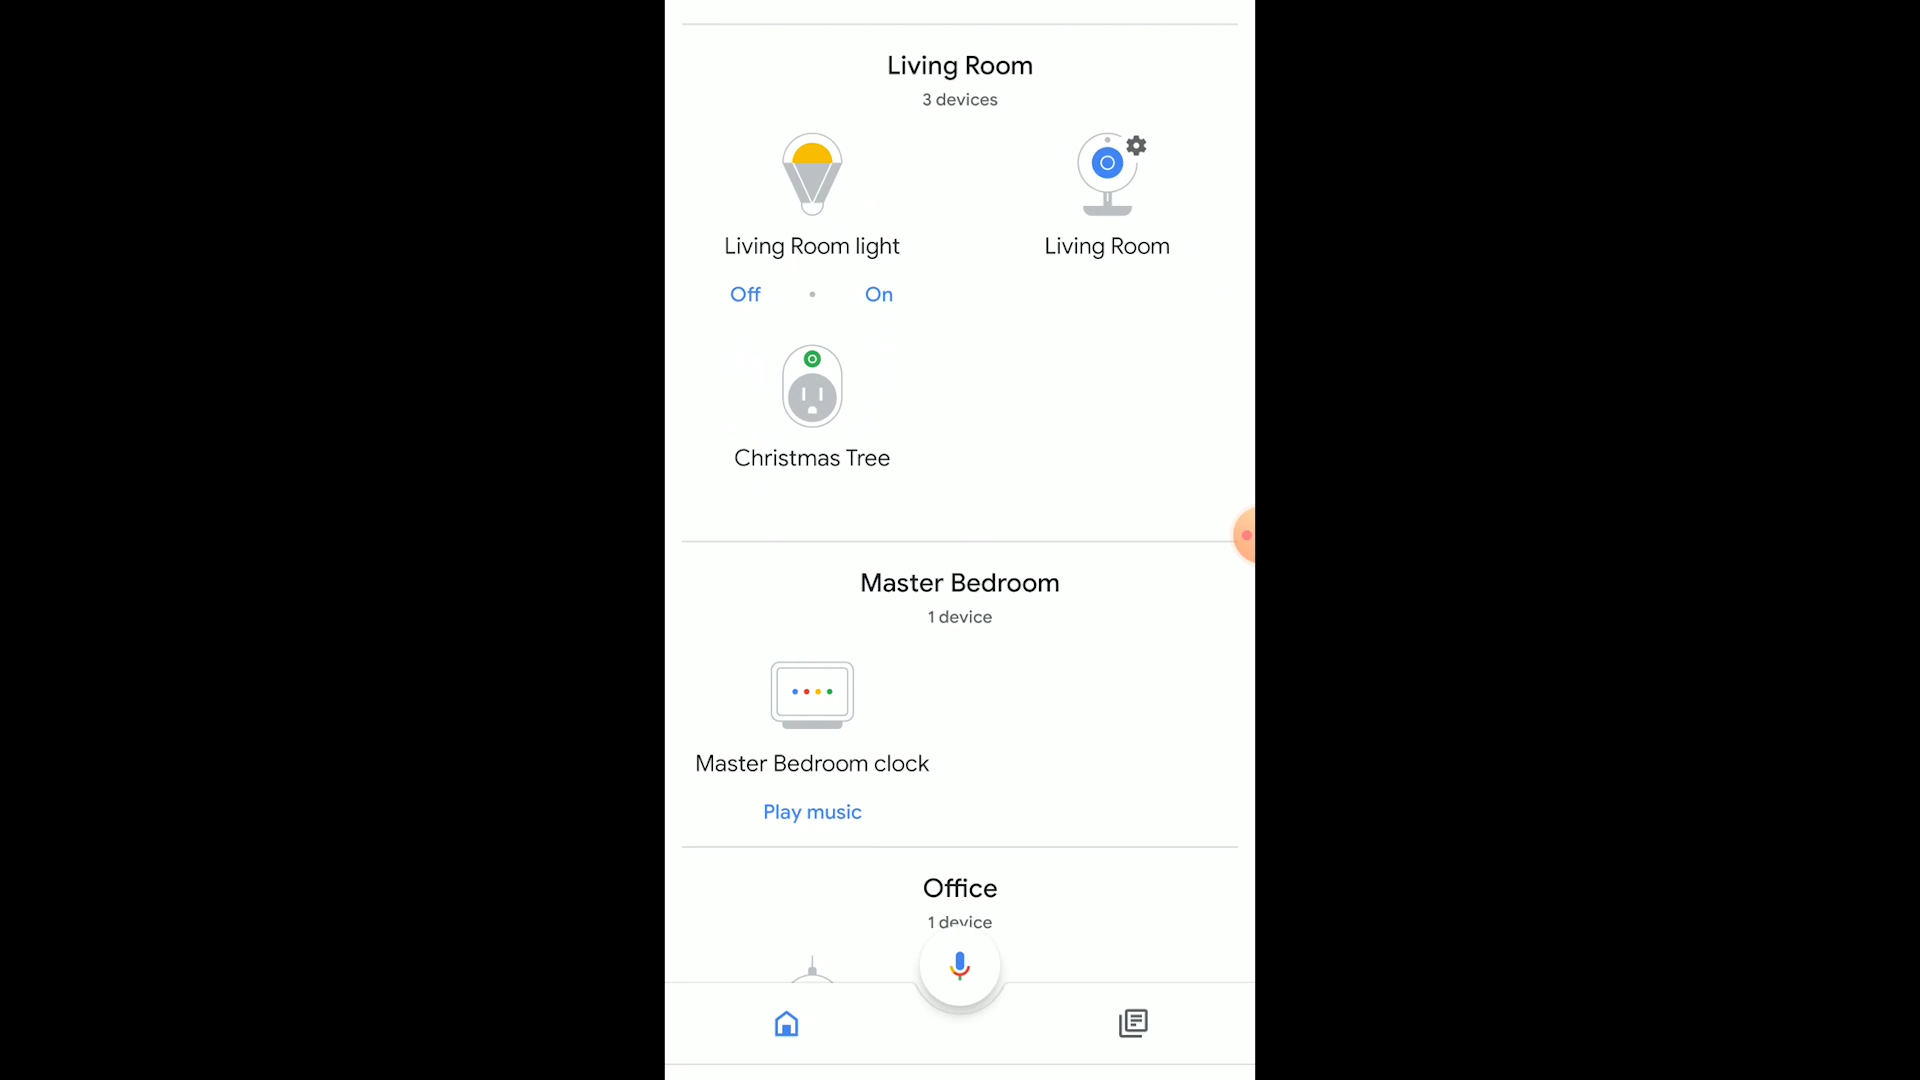 Living Room
3 devices
Living Room light
Living Room
Off
On
Christmas Tree
Master Bedroom
1 device
Master Bedroom clock
Play music
Office
1 device